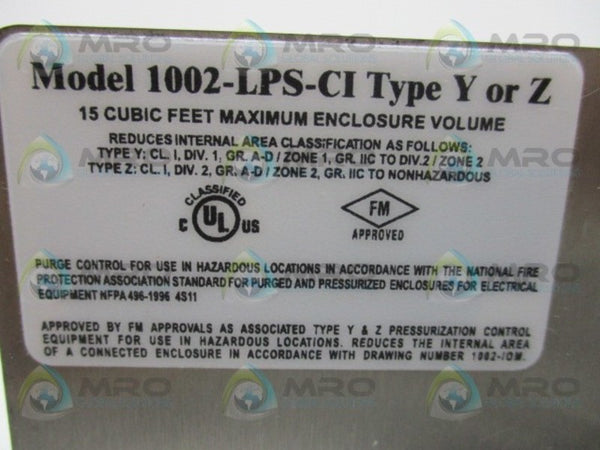 Model 1002-LPS-CI Type Y or Z
15 CUBIC FEET MAXIMUM ENCLOSURE VOLUME
REDUCES INTERNAL AREA CLASSIFICATION AS FOLLOWS:
TYPE Y: CL. I, DIV. 1, GR. A-D / ZONE 1, GR. IIC TO DIV.2 / ZONE 2
TYPE Z: CL. I, DIV. 2, GR. A-D / ZONE 2, GR. IIC TO NONHAZARDOUS
CLASSIFIED
C UL US
FM
APPROVED
PURGE CONTROL FOR USE IN HAZARDOUS LOCATIONS IN ACCORDANCE WITH THE NATIONAL FIRE
PROTECTION ASSOCIATION STANDARD FOR PURGED AND PRESSURIZED ENCLOSURES FOR ELECTRICAL
EQUIPMENT NFPA 496-1996 4S11
APPROVED BY FM APPROVALS AS ASSOCIATED TYPE Y & Z PRESSURIZATION CONTROL
EQUIPMENT FOR USE IN HAZARDOUS LOCATIONS. REDUCES THE INTERNAL AREA
OF A CONNECTED ENCLOSURE IN ACCORDANCE WITH DRAWING NUMBER 1002-IOM.
MRO